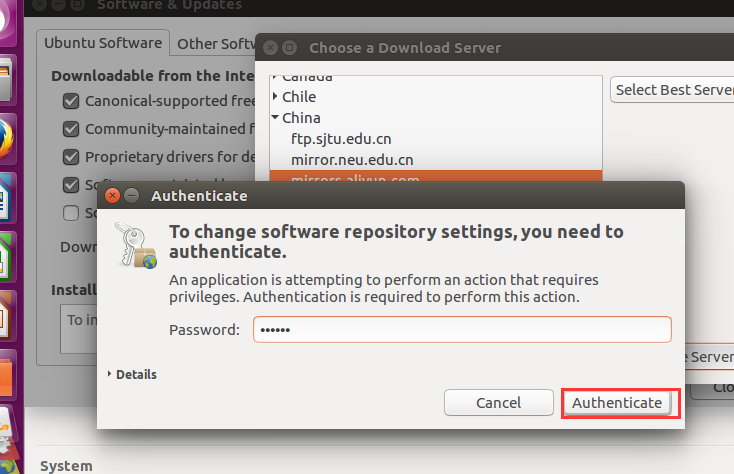 Software & Updates
Ubuntu Software
Other Softw
Choose a Download Server
Downloadable from the Inte
Canonical-supported free
Community-maintained f
Proprietary drivers for de
Canada
Chile
China
ftp.sjtu.edu.cn
mirror.neu.edu.cn
mirrors.aliyun.com
Select Best Server
So
Down
Install
To in
Authenticate
To change software repository settings, you need to
authenticate.
An application is attempting to perform an action that requires
privileges. Authentication is required to perform this action.
Password: ••••••
Details
Cancel
Authenticate
e Server
Clo
System